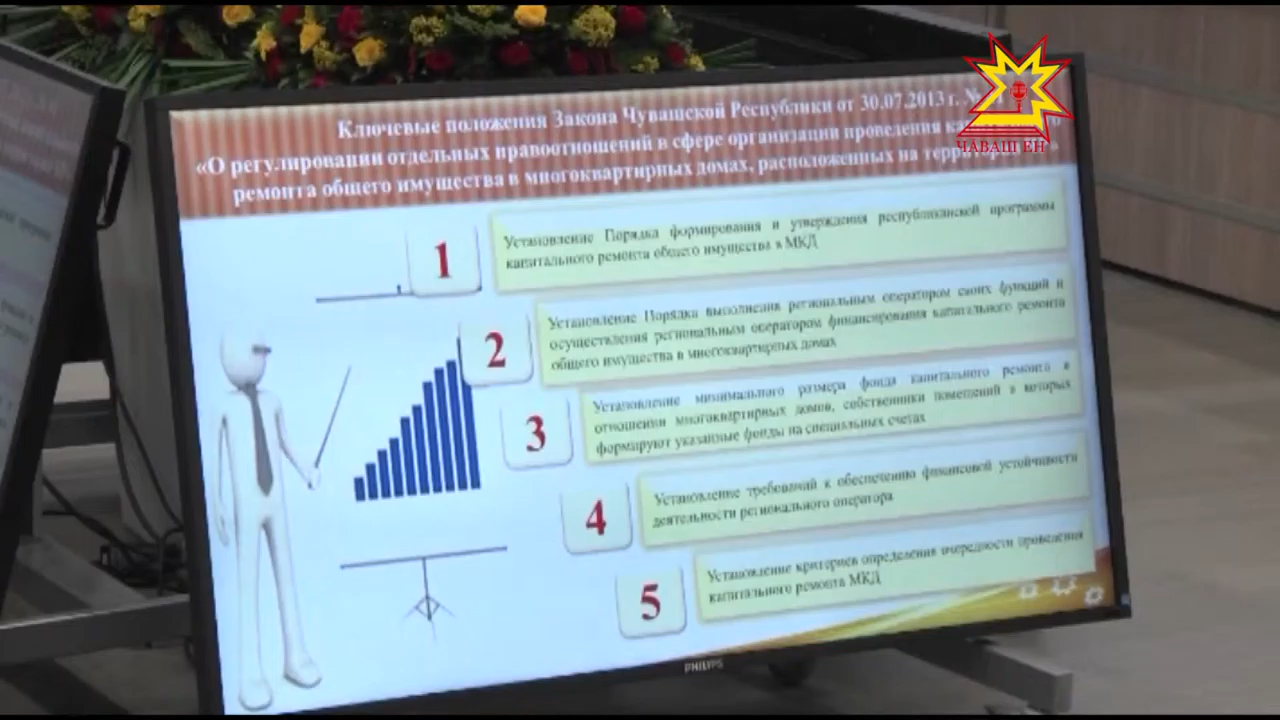 Ключевые положения Закона Чувашской Республики от 30.07.2013 г.
«О регулировании отдельных правоотношений в сфере организации проведения
ремонта общего имущества в многоквартирных домах, расположенных на
ЧАВАШ ЕН
1
Установление Порядка формирования и утверждения республиканской программы
капитального ремонта общего имущества в МКД
2
Установление Порядка выполнения региональным оператором своих функций и
осуществления региональным оператором финансирования капитального ремонта
общего имущества в многоквартирных домах
3
Установление минимального размера фонда капитального ремонта в
отношении многоквартирных домов, собственники помещений в которых
формируют указанные фонды на специальных счетах
4
Установление требований к обеспечению финансовой устойчивости
деятельности регионального оператора
5
Установление критериев определения очередности проведения
капитального ремонта МКД
PHILIPS